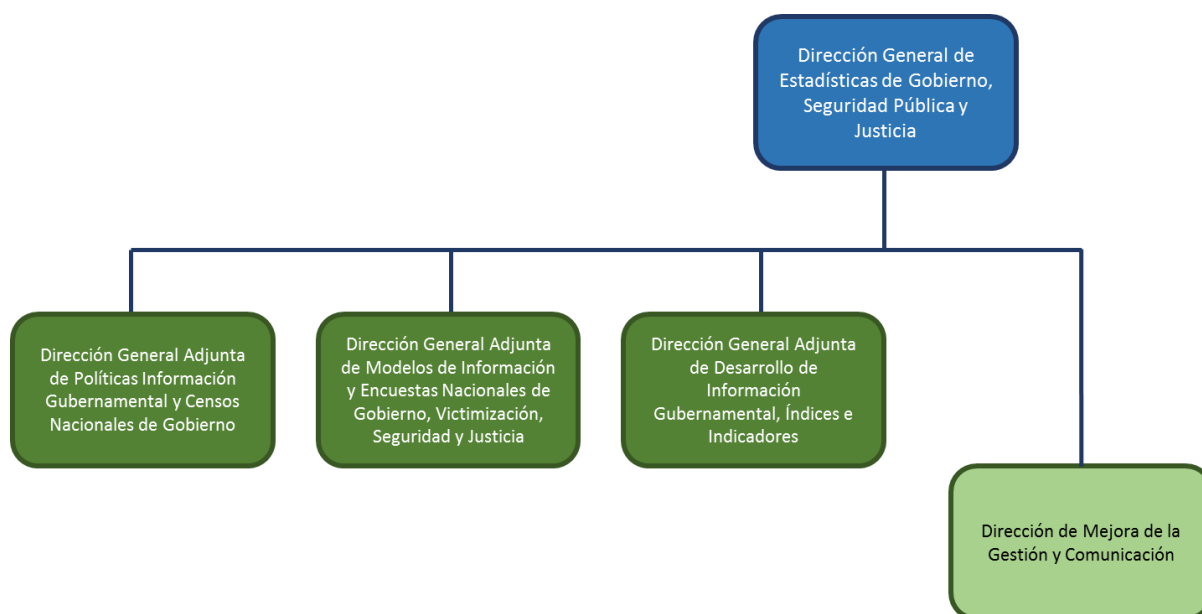 Dirección General de
Estadísticas de Gobierno,
Seguridad Pública y
Justicia
Dirección General Adjunta
de Políticas Información
Gubernamental y Censos
Nacionales de Gobierno
Dirección General Adjunta
de Modelos de Información
y Encuestas Nacionales de
Gobierno, Victimización,
Seguridad y Justicia
Dirección General Adjunta
de Desarrollo de
Información
Gubernamental, Índices e
Indicadores
Dirección de Mejora de la
Gestión y Comunicación